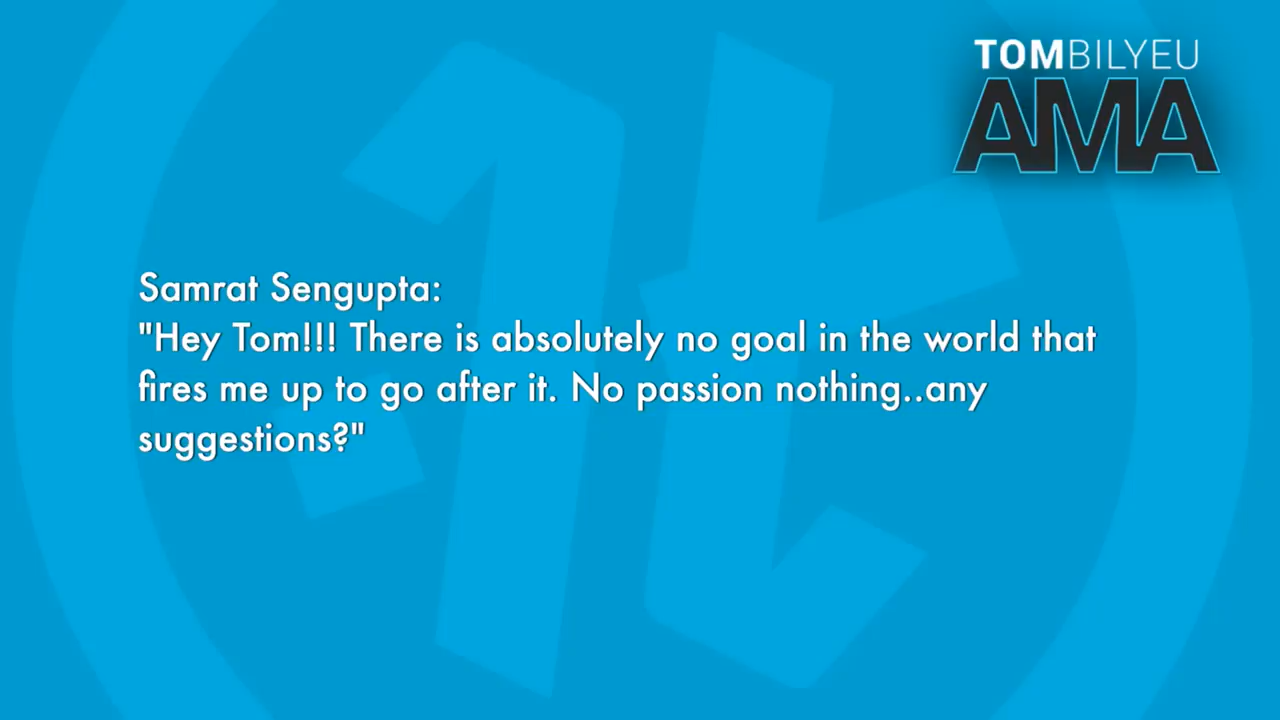 TOMBILYEU
AMA
Samrat Sengupta:
"Hey Tom!!! There is absolutely no goal in the world that
fires me up to go after it. No passion nothing..any
suggestions?"